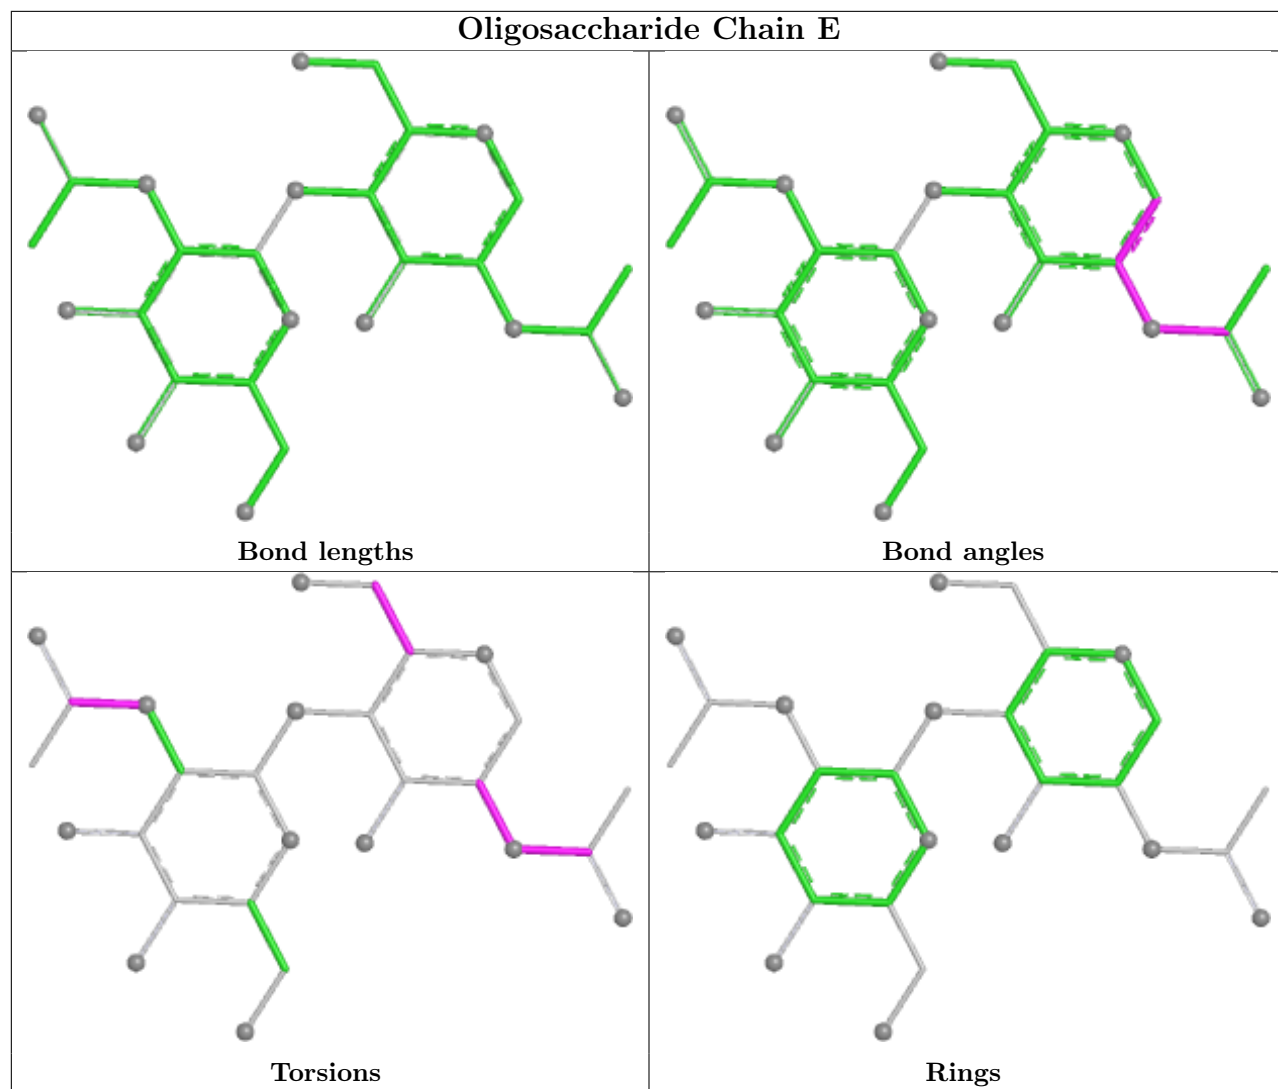 Oligosaccharide Chain E
Bond lengths
Bond angles
Torsions
Rings